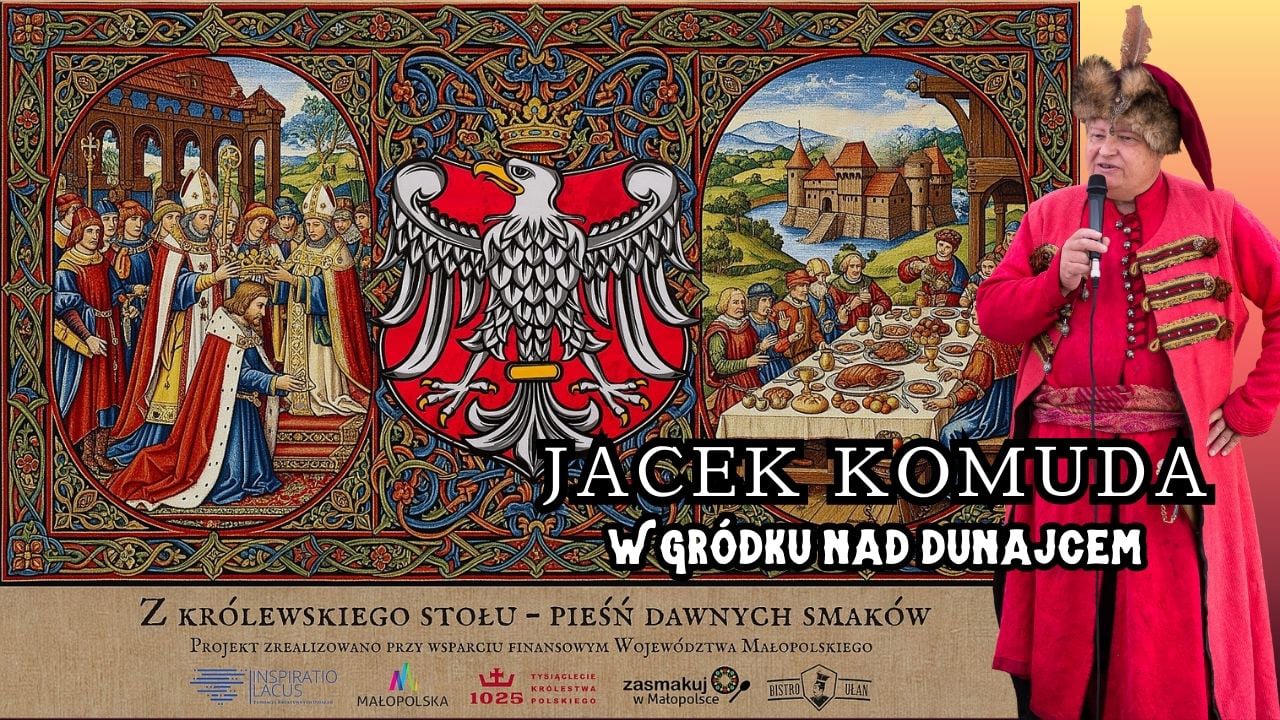 JACEK KOMUDA
W GRÓDKU NAD DUNAJCEM
Z KRÓLEWSKIEGO STOŁU – PIEŚŃ DAWNYCH SMAKÓW
PROJEKT ZREALIZOWANO PRZY WSPARCIU FINANSOWYM WOJEWÓDZTWA MAŁOPOLSKIEGO
INSPIRATIO
LACUS
MAŁOPOLSKA
1025
TYSIĄCLECIE
KRÓLESTWA
POLSKIEGO
zasmakuj
w Małopolsce
BISTRO UŁAN